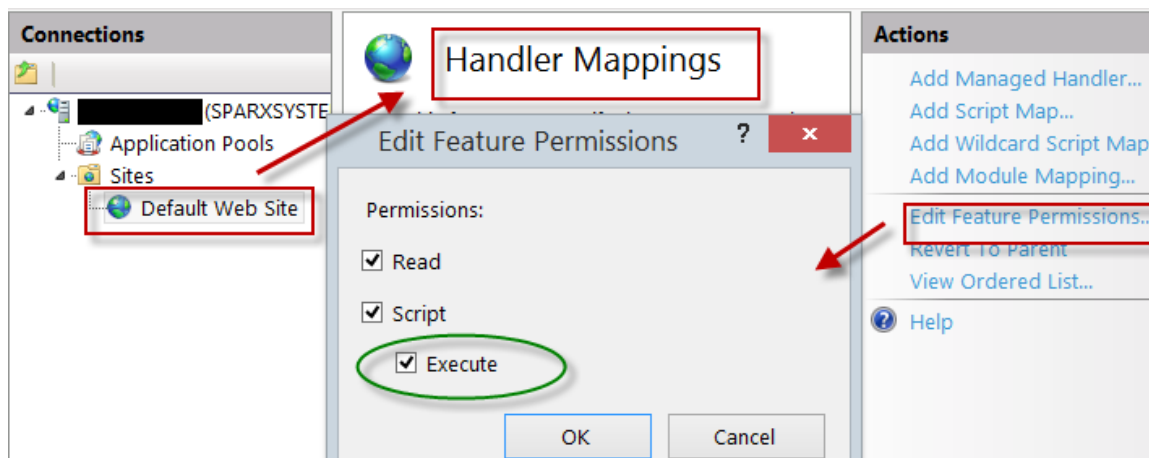 Connections
(SPARXSYSTE
Application Pools
Sites
Default Web Site
Handler Mappings
Edit Feature Permissions
?
x
Permissions:
Read
Script
Execute
OK
Cancel
Actions
Add Managed Handler...
Add Script Map...
Add Wildcard Script Map
Add Module Mapping...
Edit Feature Permissions...
Revert To Parent
View Ordered List...
Help